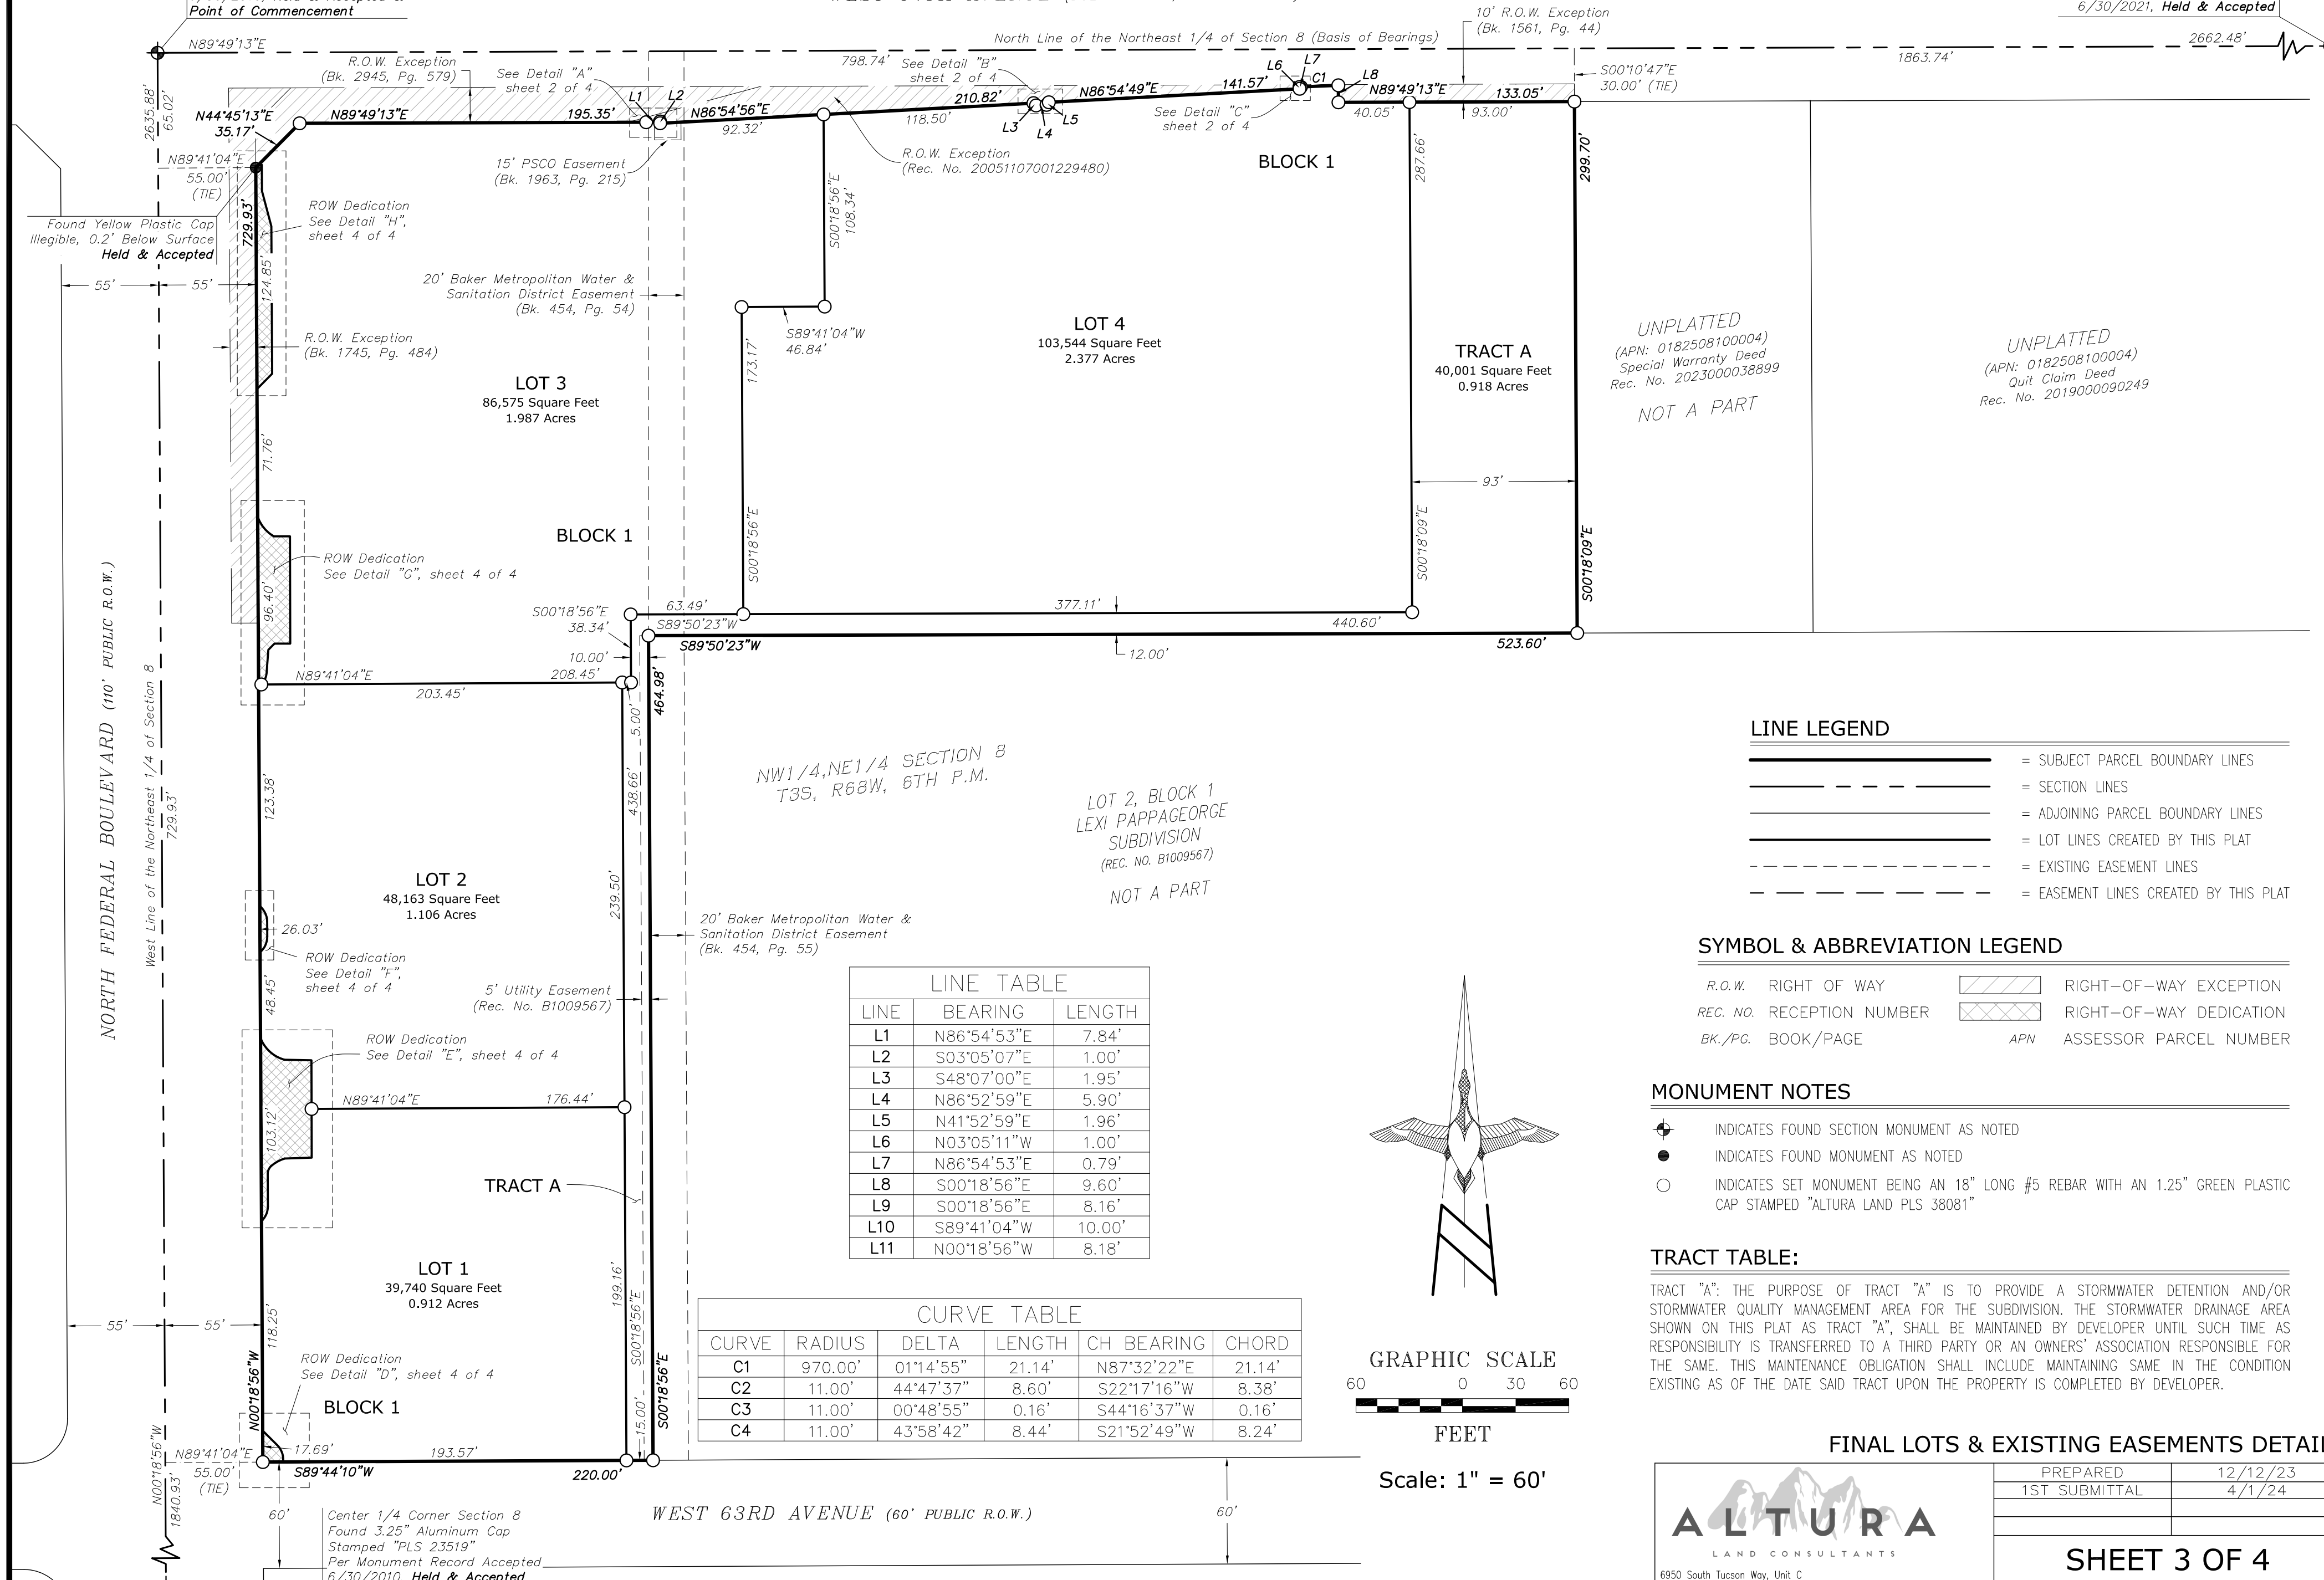 Point of Commencement
6/30/2021, Held & Accepted
10' R.O.W. Exception
(Bk. 1561, Pg. 44)
N89°49'13"E
North Line of the Northeast 1/4 of Section 8 (Basis of Bearings)
2662.48'
1863.74'
798.74'
R.O.W. Exception
(Bk. 2945, Pg. 579)
See Detail "A"
sheet 2 of 4
See Detail "B"
sheet 2 of 4
S00°10'47"E
30.00' (TIE)
2635.88'
65.02'
N44°45'13"E
35.17'
N89°49'13"E
195.35'
L1
L2
N86°54'56"E
92.32'
210.82'
118.50'
L3
L4
L5
N86°54'49"E
141.57'
L6
L7
C1
L8
N89°49'13"E
133.05'
40.05'
93.00'
See Detail "C"
sheet 2 of 4
N89°41'04"E
55.00'
(TIE)
15' PSCO Easement
(Bk. 1963, Pg. 215)
R.O.W. Exception
(Rec. No. 20051107001229480)
BLOCK 1
287.66'
299.70'
Found Yellow Plastic Cap
Illegible, 0.2' Below Surface
Held & Accepted
729.93'
ROW Dedication
See Detail "H",
sheet 4 of 4
S00°18'56"E
108.34'
55'
55'
124.85'
20' Baker Metropolitan Water &
Sanitation District Easement
(Bk. 454, Pg. 54)
R.O.W. Exception
(Bk. 1745, Pg. 484)
S89°41'04"W
46.84'
173.17'
LOT 3
86,575 Square Feet
1.987 Acres
LOT 4
103,544 Square Feet
2.377 Acres
TRACT A
40,001 Square Feet
0.918 Acres
UNPLATTED
(APN: 0182508100004)
Special Warranty Deed
Rec. No. 2023000038899
NOT A PART
UNPLATTED
(APN: 0182508100004)
Quit Claim Deed
Rec. No. 2019000090249
71.76'
93'
BLOCK 1
S00°18'56"E
S00°18'09"E
S00°18'09"E
ROW Dedication
See Detail "G", sheet 4 of 4
96.40'
S00°18'56"E
38.34'
63.49'
377.11'
S89°50'23"W
440.60'
S89°50'23"W
523.60'
12.00'
10.00'
N89°41'04"E
208.45'
203.45'
464.98'
5.00'
NORTH FEDERAL BOULEVARD (110' PUBLIC R.O.W.)
West Line of the Northeast 1/4 of Section 8
729.93'
123.38'
438.66'
NW1/4,NE1/4 SECTION 8
T3S, R68W, 6TH P.M.
LOT 2, BLOCK 1
LEXI PAPPAGEORGE
SUBDIVISION
(REC. NO. B1009567)
NOT A PART
LINE LEGEND
= SUBJECT PARCEL BOUNDARY LINES
= SECTION LINES
= ADJOINING PARCEL BOUNDARY LINES
= LOT LINES CREATED BY THIS PLAT
= EXISTING EASEMENT LINES
= EASEMENT LINES CREATED BY THIS PLAT
LOT 2
48,163 Square Feet
1.106 Acres
239.50'
26.03'
ROW Dedication
See Detail "F",
sheet 4 of 4
48.45'
20' Baker Metropolitan Water &
Sanitation District Easement
(Bk. 454, Pg. 55)
5' Utility Easement
(Rec. No. B1009567)
ROW Dedication
See Detail "E", sheet 4 of 4
N89°41'04"E
176.44'
103.12'
TRACT A
LINE TABLE
LINE BEARING LENGTH
L1 N86°54'53"E 7.84'
L2 S03°05'07"E 1.00'
L3 S48°07'00"E 1.95'
L4 N86°52'59"E 5.90'
L5 N41°52'59"E 1.96'
L6 N03°05'11"W 1.00'
L7 N86°54'53"E 0.79'
L8 S00°18'56"E 9.60'
L9 S00°18'56"E 8.16'
L10 S89°41'04"W 10.00'
L11 N00°18'56"W 8.18'
SYMBOL & ABBREVIATION LEGEND
R.O.W. RIGHT OF WAY RIGHT-OF-WAY EXCEPTION
REC. NO. RECEPTION NUMBER RIGHT-OF-WAY DEDICATION
BK./PG. BOOK/PAGE APN ASSESSOR PARCEL NUMBER
MONUMENT NOTES
INDICATES FOUND SECTION MONUMENT AS NOTED
INDICATES FOUND MONUMENT AS NOTED
INDICATES SET MONUMENT BEING AN 18" LONG #5 REBAR WITH AN 1.25" GREEN PLASTIC
CAP STAMPED "ALTURA LAND PLS 38081"
TRACT TABLE:
TRACT "A": THE PURPOSE OF TRACT "A" IS TO PROVIDE A STORMWATER DETENTION AND/OR
STORMWATER QUALITY MANAGEMENT AREA FOR THE SUBDIVISION. THE STORMWATER DRAINAGE AREA
SHOWN ON THIS PLAT AS TRACT "A", SHALL BE MAINTAINED BY DEVELOPER UNTIL SUCH TIME AS
RESPONSIBILITY IS TRANSFERRED TO A THIRD PARTY OR AN OWNERS' ASSOCIATION RESPONSIBLE FOR
THE SAME. THIS MAINTENANCE OBLIGATION SHALL INCLUDE MAINTAINING SAME IN THE CONDITION
EXISTING AS OF THE DATE SAID TRACT UPON THE PROPERTY IS COMPLETED BY DEVELOPER.
LOT 1
39,740 Square Feet
0.912 Acres
118.25'
199.16'
S00°18'56"E
55'
55'
CURVE TABLE
CURVE RADIUS DELTA LENGTH CH BEARING CHORD
C1 970.00' 01°14'55" 21.14' N87°32'22"E 21.14'
C2 11.00' 44°47'37" 8.60' S22°17'16"W 8.38'
C3 11.00' 00°48'55" 0.16' S44°16'37"W 0.16'
C4 11.00' 43°58'42" 8.44' S21°52'49"W 8.24'
GRAPHIC SCALE
60 0 30 60
FEET
Scale: 1" = 60'
ROW Dedication
See Detail "D", sheet 4 of 4
BLOCK 1
N00°18'56"W
S00°18'56"E
15.00'
N89°41'04"E
55.00'
(TIE)
17.69'
193.57'
S89°44'10"W
220.00'
N00°18'56"W
1840.93'
60'
Center 1/4 Corner Section 8
Found 3.25" Aluminum Cap
Stamped "PLS 23519"
Per Monument Record Accepted
6/30/2010, Held & Accepted
WEST 63RD AVENUE (60' PUBLIC R.O.W.)
60'
FINAL LOTS & EXISTING EASEMENTS DETAI
PREPARED 12/12/23
1ST SUBMITTAL 4/1/24
ALTURA
LAND CONSULTANTS
6950 South Tucson Way, Unit C
SHEET 3 OF 4